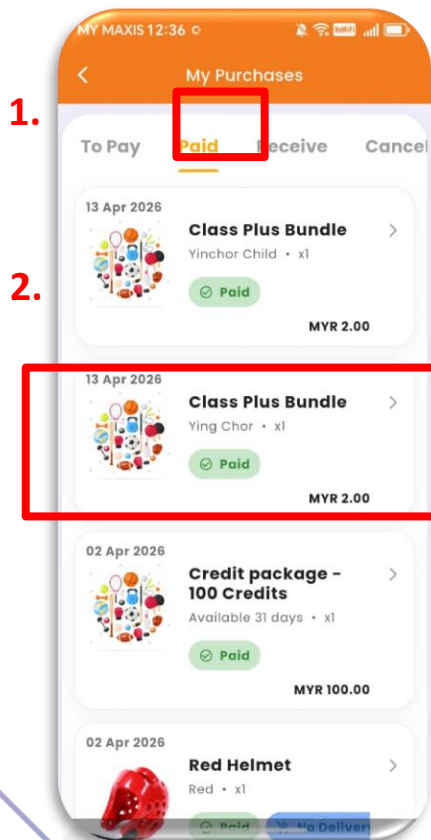 MY MAXIS 12:36
My Purchases
1.
To Pay Paid Receive Cancel
13 Apr 2026
Class Plus Bundle
Yinchor Child • x1
2.
Paid
MYR 2.00
13 Apr 2026
Class Plus Bundle
Ying Chor • x1
Paid
MYR 2.00
02 Apr 2026
Credit package -
100 Credits
Available 31 days • x1
Paid
MYR 100.00
02 Apr 2026
Red Helmet
Red • x1
Paid No Deliver